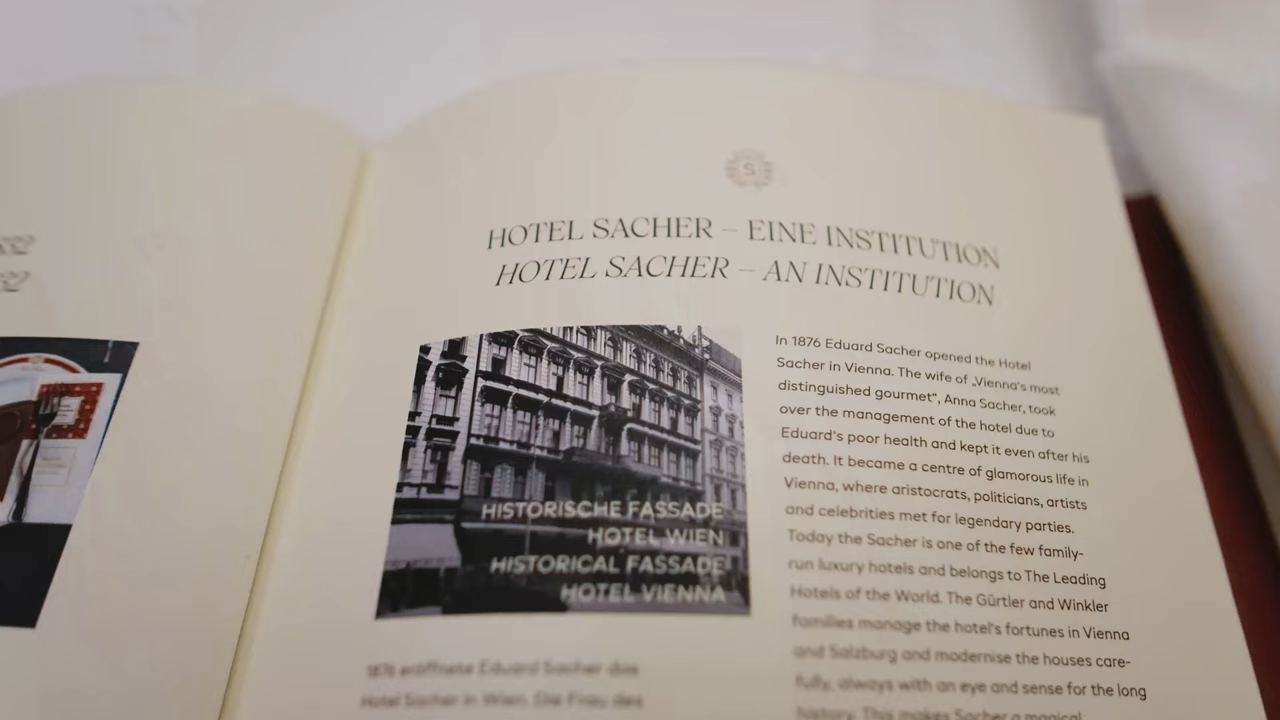 S
HOTEL SACHER – EINE INSTITUTION
HOTEL SACHER – AN INSTITUTION
HISTORISCHE FASSADE
HOTEL WIEN
HISTORICAL FASSADE
HOTEL VIENNA
1876 eröffnete Eduard Sacher das
Hotel Sacher in Wien. Die Frau des
In 1876 Eduard Sacher opened the Hotel
Sacher in Vienna. The wife of „Vienna's most
distinguished gourmet“, Anna Sacher, took
over the management of the hotel due to
Eduard's poor health and kept it even after his
death. It became a centre of glamorous life in
Vienna, where aristocrats, politicians, artists
and celebrities met for legendary parties.
Today the Sacher is one of the few family-
run luxury hotels and belongs to The Leading
Hotels of the World. The Gürtler and Winkler
families manage the hotel's fortunes in Vienna
and Salzburg and modernise the houses care-
fully, always with an eye and sense for the long
history. This makes Sacher a magical